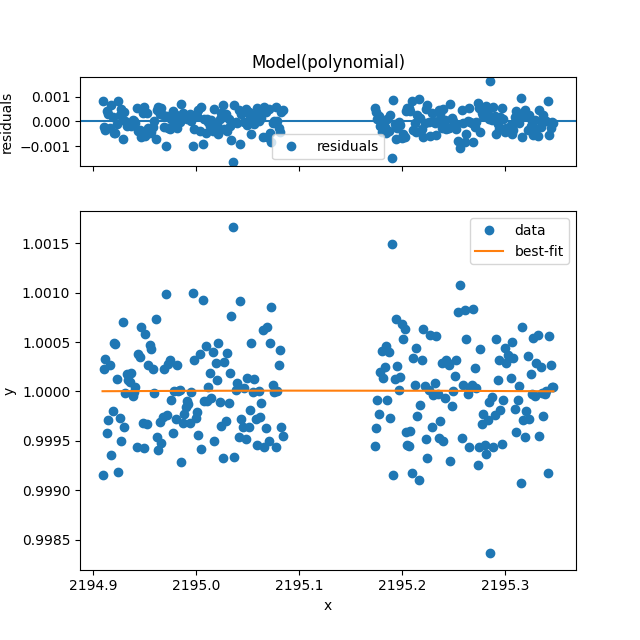 Model(polynomial)
residuals
0.001
0.000
−0.001
residuals
y
1.0015
1.0010
1.0005
1.0000
0.9995
0.9990
0.9985
data
best-fit
2194.9 2195.0 2195.1 2195.2 2195.3
x